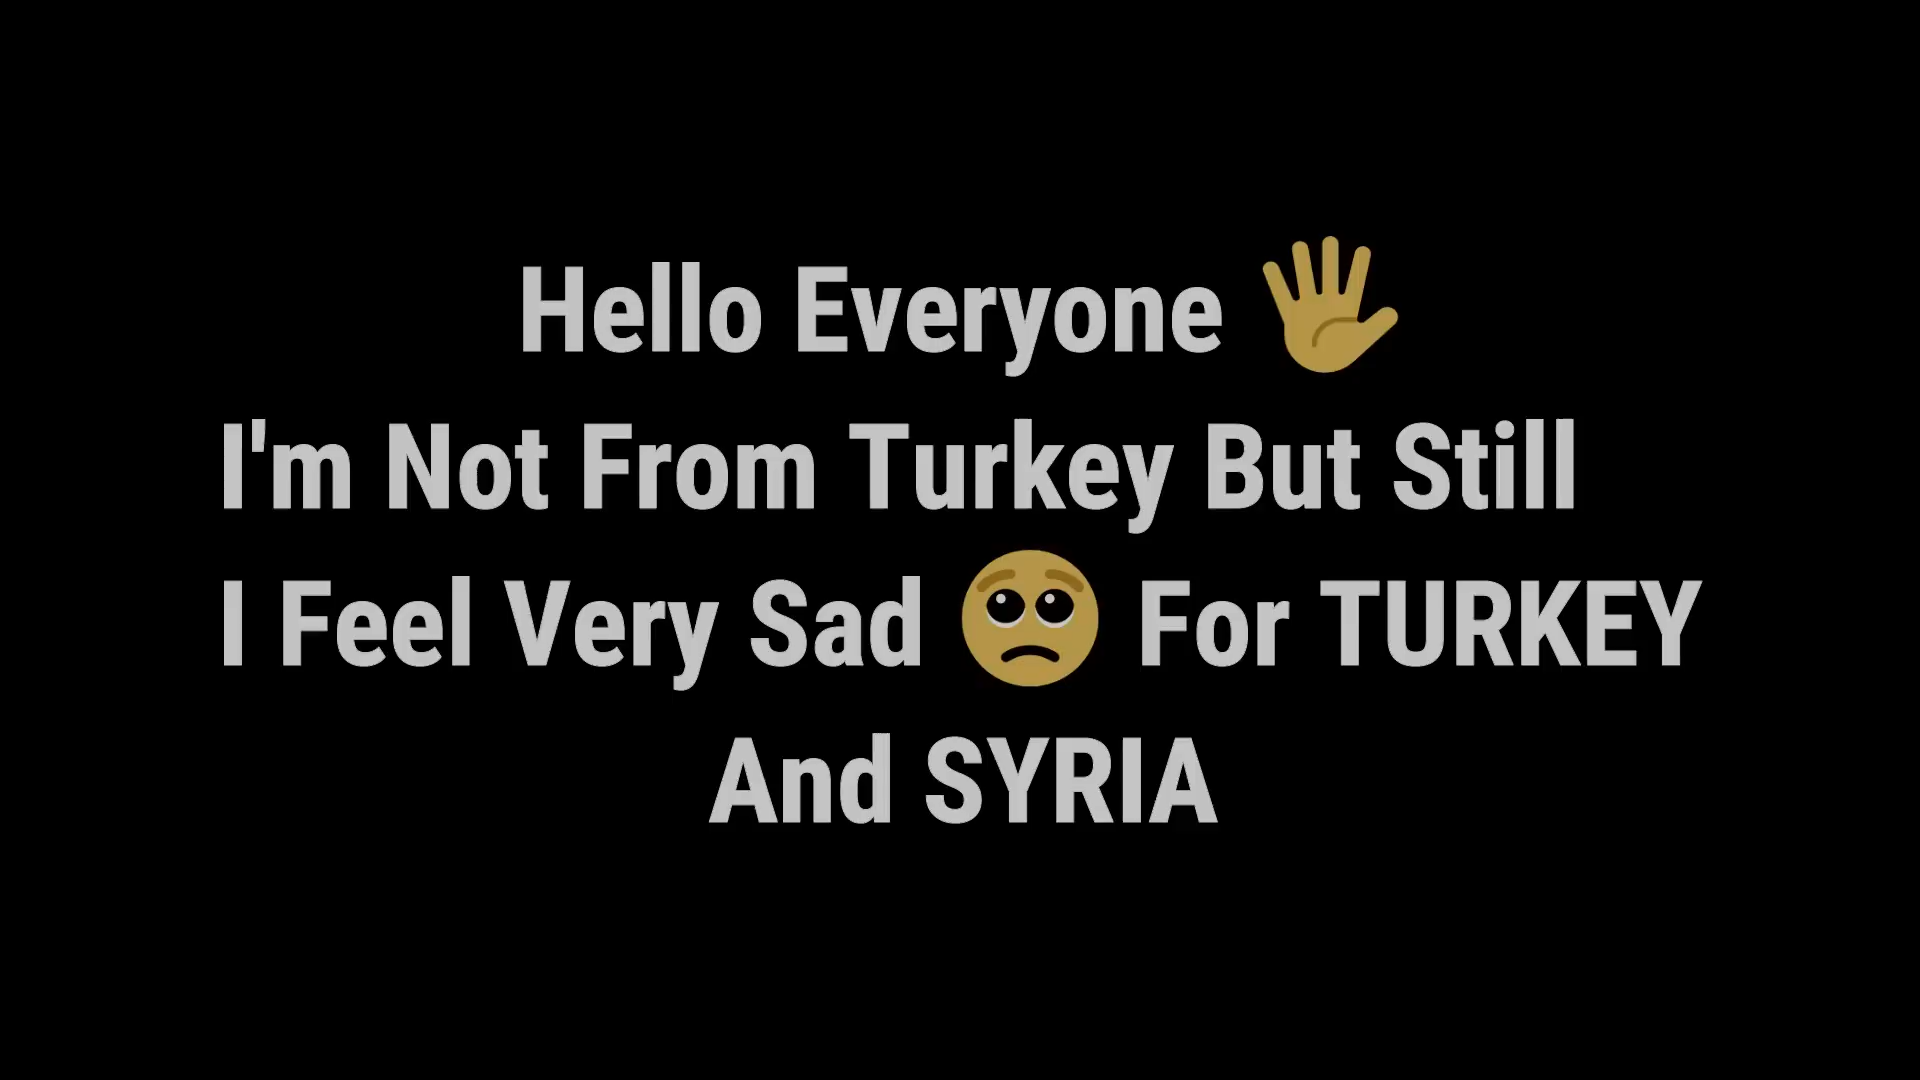 Hello Everyone 🖐
I'm Not From Turkey But Still
I Feel Very Sad 🥺 For TURKEY
And SYRIA